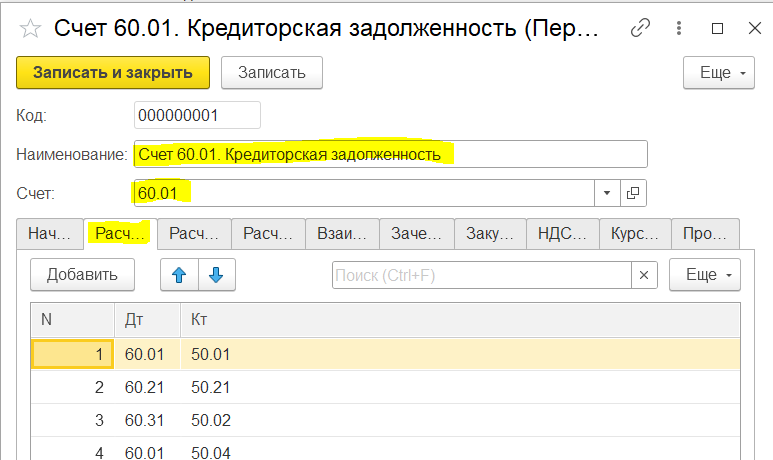 Счет 60.01. Кредиторская задолженность (Пер...
Записать и закрыть Записать Еще
Код: 000000001
Наименование: Счет 60.01. Кредиторская задолженность
Счет: 60.01
Нач... Расч... Расч... Расч... Взаи... Заче... Заку... НДС... Курс... Про...
Добавить Поиск (Ctrl+F) × Еще
N Дт Кт
1 60.01 50.01
2 60.21 50.21
3 60.31 50.02
4 60.01 50.04